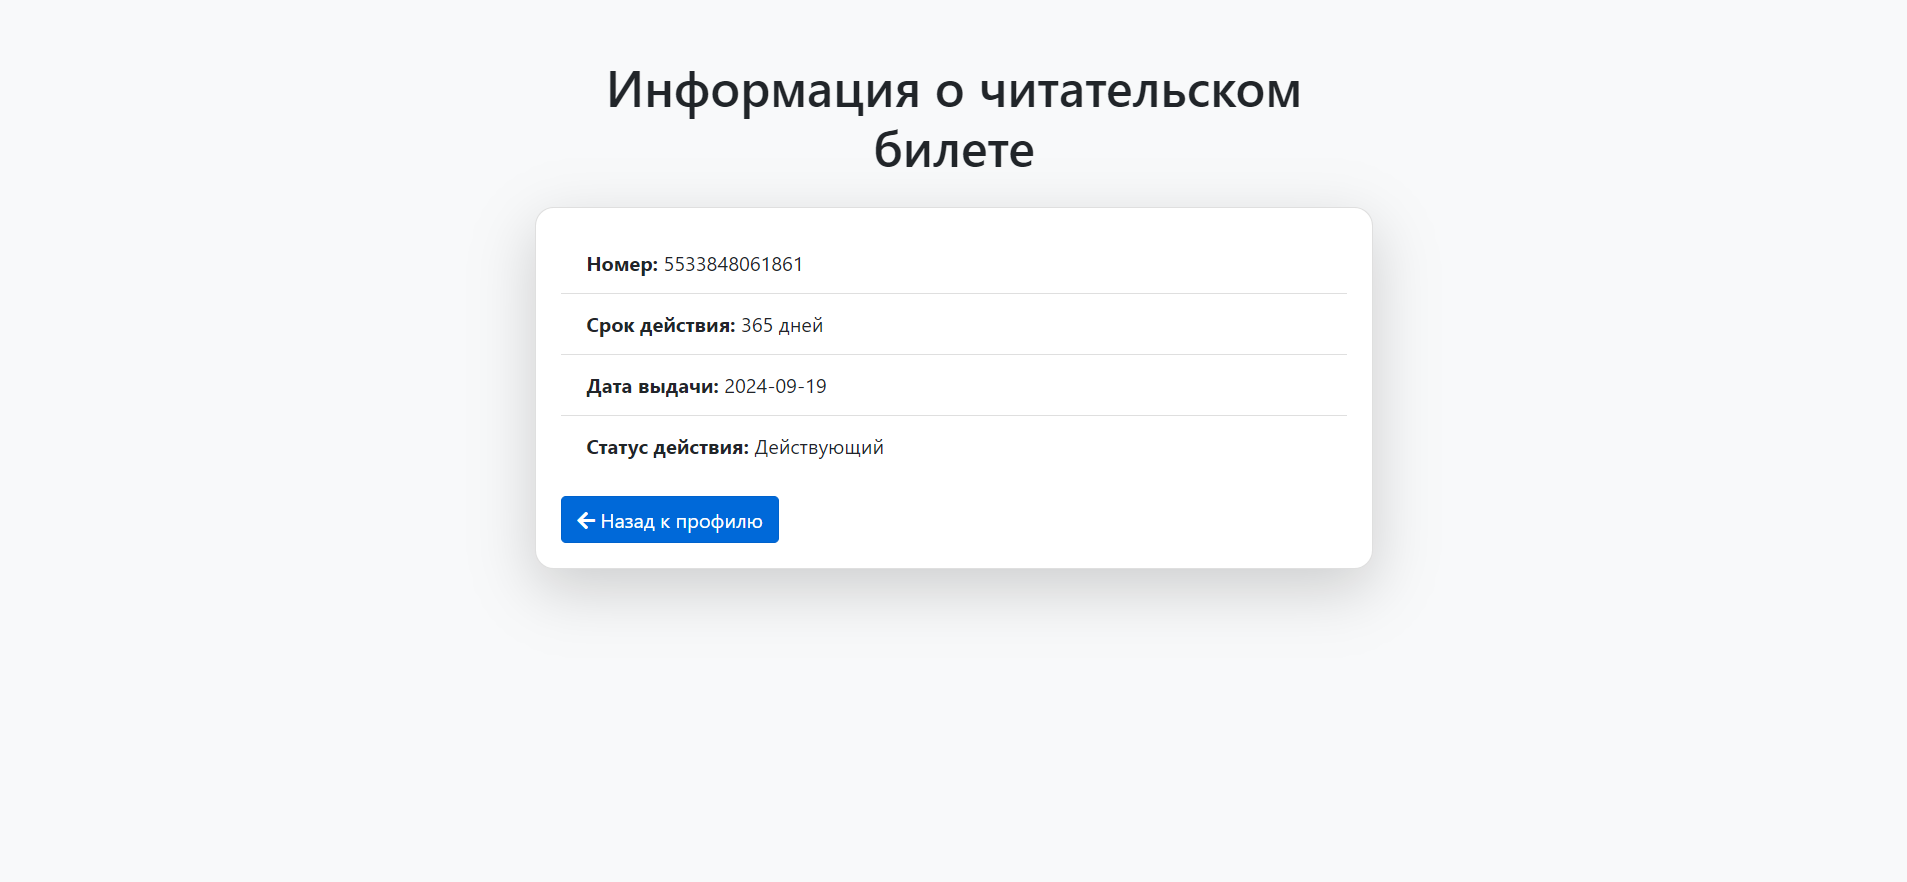 Информация о читательском
билете
Номер: 5533848061861
Срок действия: 365 дней
Дата выдачи: 2024-09-19
Статус действия: Действующий
Назад к профилю